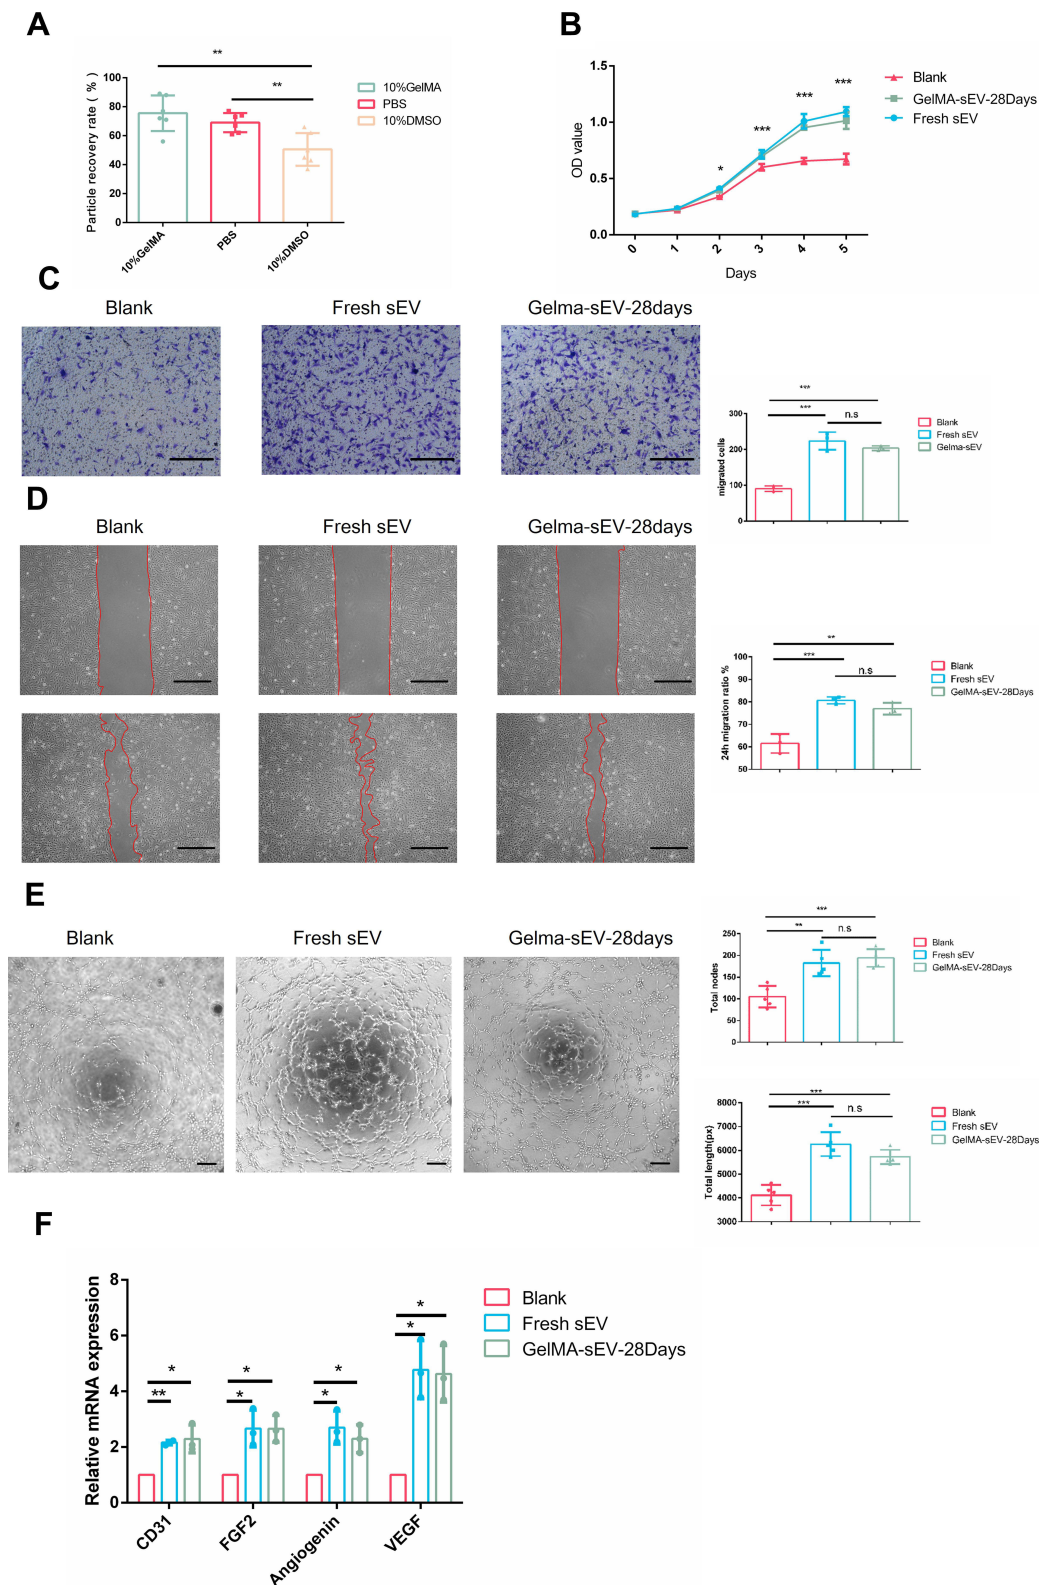 A
**
**
Particle recovery rate ( % )
100
80
60
40
20
0
10%GelMA
PBS
10%DMSO
10%GelMA
PBS
10%DMSO
B
OD value
1.5
1.0
0.5
0.0
*
***
***
***
0 1 2 3 4 5
Days
Blank
GelMA-sEV-28Days
Fresh sEV
C
Blank Fresh sEV Gelma-sEV-28days
***
***
n.s
migrated cells
300
200
100
0
Blank
Fresh sEV
Gelma-sEV
D
Blank Fresh sEV Gelma-sEV-28days
**
***
n.s
24h migration ratio %
100
90
80
70
60
50
Blank
Fresh sEV
GelMA-sEV-28Days
E
Blank Fresh sEV Gelma-sEV-28days
***
**
n.s
Total nodes
250
200
150
100
50
0
Blank
Fresh sEV
GelMA-sEV-28Days
***
***
n.s
Total length(px)
8000
7000
6000
5000
4000
3000
Blank
Fresh sEV
GelMA-sEV-28Days
F
Relative mRNA expression
8
6
4
2
0
*
**
*
*
*
*
*
*
CD31
FGF2
Angiogenin
VEGF
Blank
Fresh sEV
GelMA-sEV-28Days